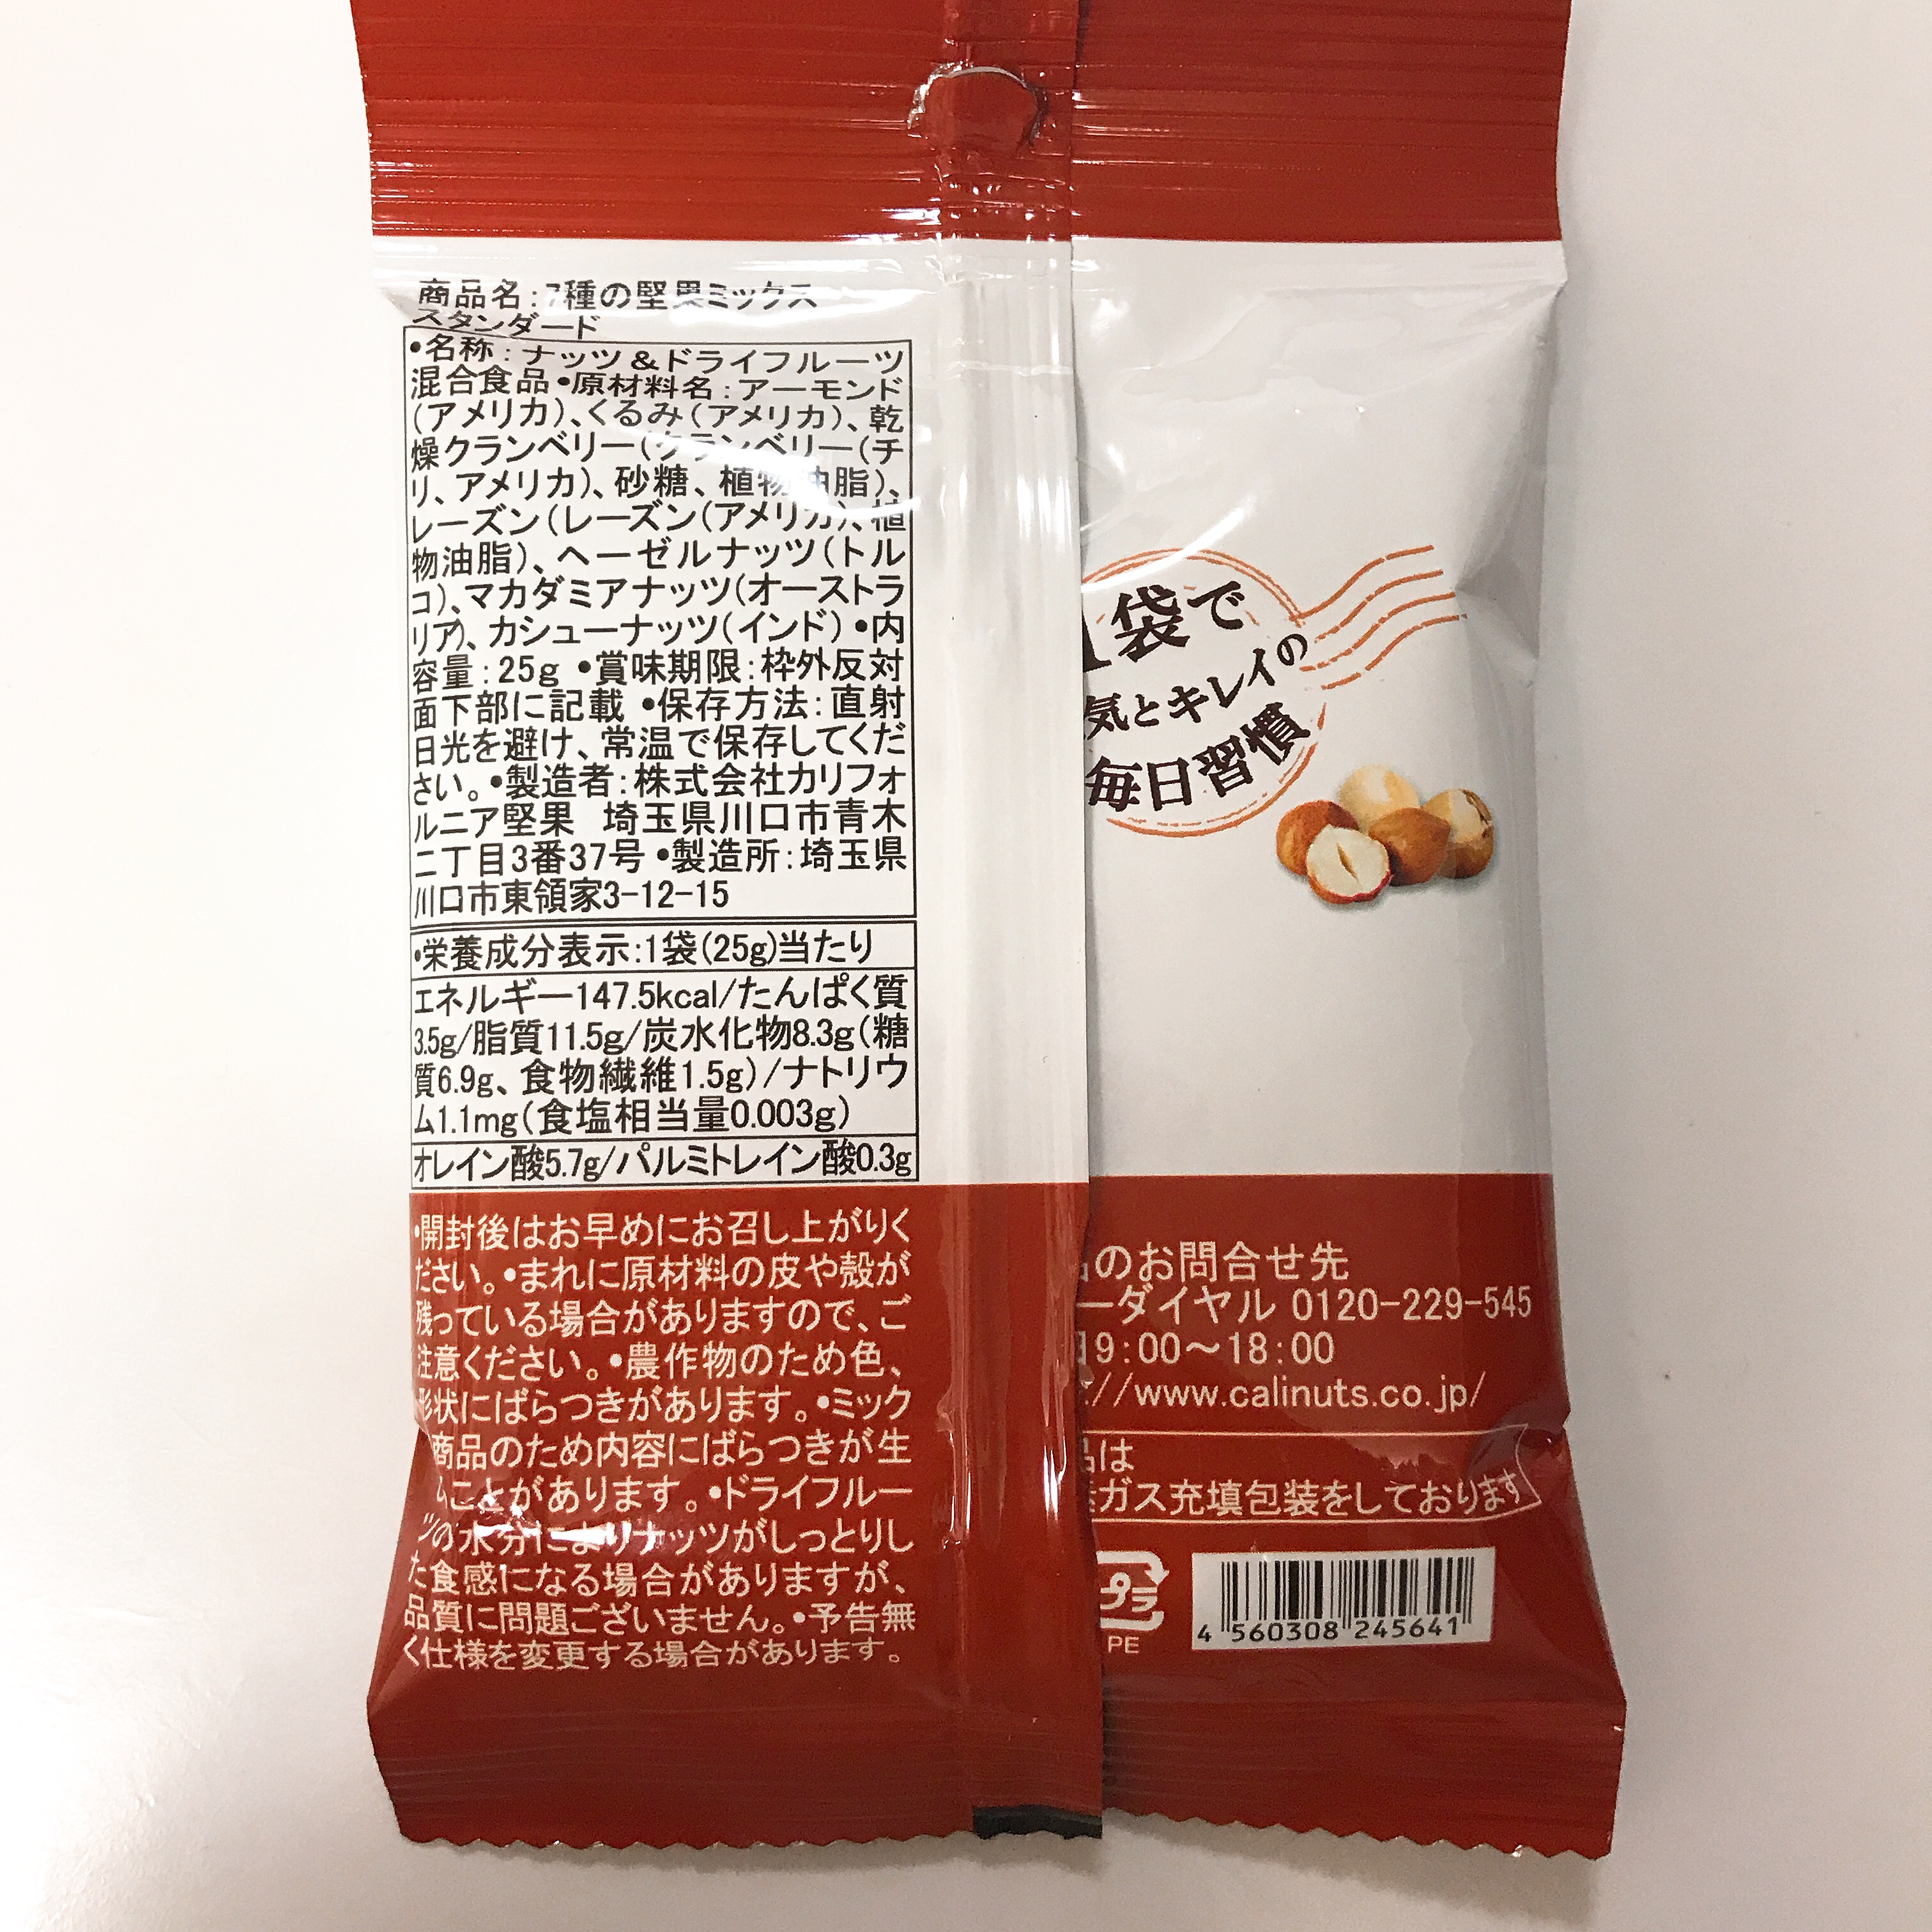 商品名:7種の堅果ミックス
スタンダード
•名称:ナッツ&ドライフルーツ
混合食品•原材料名:アーモンド
(アメリカ)、くるみ(アメリカ)、乾
燥クランベリー(クランベリー(チ
リ、アメリカ)、砂糖、植物油脂)、
レーズン(レーズン(アメリカ)、植
物油脂)、ヘーゼルナッツ(トル
コ)、マカダミアナッツ(オーストラ
リア)、カシューナッツ(インド)•内
容量:25g •賞味期限:枠外反対
面下部に記載 •保存方法:直射
日光を避け、常温で保存してくだ
さい。•製造者:株式会社カリフォ
ルニア堅果 埼玉県川口市青木
二丁目3番37号•製造所:埼玉県
川口市東領家3-12-15
•栄養成分表示:1袋(25g)当たり
エネルギー147.5kcal/たんぱく質
3.5g/脂質11.5g/炭水化物8.3g(糖
質6.9g、食物繊維1.5g)/ナトリウ
ム1.1mg(食塩相当量0.003g)
オレイン酸5.7g/パルミトレイン酸0.3g
•開封後はお早めにお召し上がりく
ださい。•まれに原材料の皮や殻が
残っている場合がありますので、ご
注意ください。•農作物のため色、
形状にばらつきがあります。•ミック
商品のため内容にばらつきが生
ことがあります。•ドライフルー
ツの水分によりナッツがしっとりし
た食感になる場合がありますが、
品質に問題ございません。•予告無
く仕様を変更する場合があります。
1袋で
気とキレイの
毎日習慣
のお問合せ先
ーダイヤル 0120-229-545
9:00〜18:00
://www.calinuts.co.jp/
は
ガス充填包装をしております
プラ
PE
4 560308 245641